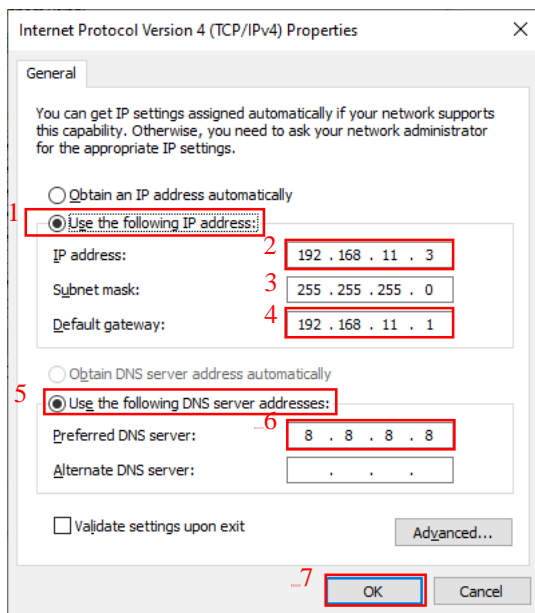 Internet Protocol Version 4 (TCP/IPv4) Properties
General
You can get IP settings assigned automatically if your network supports
this capability. Otherwise, you need to ask your network administrator
for the appropriate IP settings.
Obtain an IP address automatically
1 Use the following IP address:
IP address: 2 192 . 168 . 11 . 3
Subnet mask: 3 255 . 255 . 255 . 0
Default gateway: 4 192 . 168 . 11 . 1
Obtain DNS server address automatically
5 Use the following DNS server addresses:
Preferred DNS server: 6 8 . 8 . 8 . 8
Alternate DNS server: . . .
Validate settings upon exit
Advanced...
7 OK Cancel